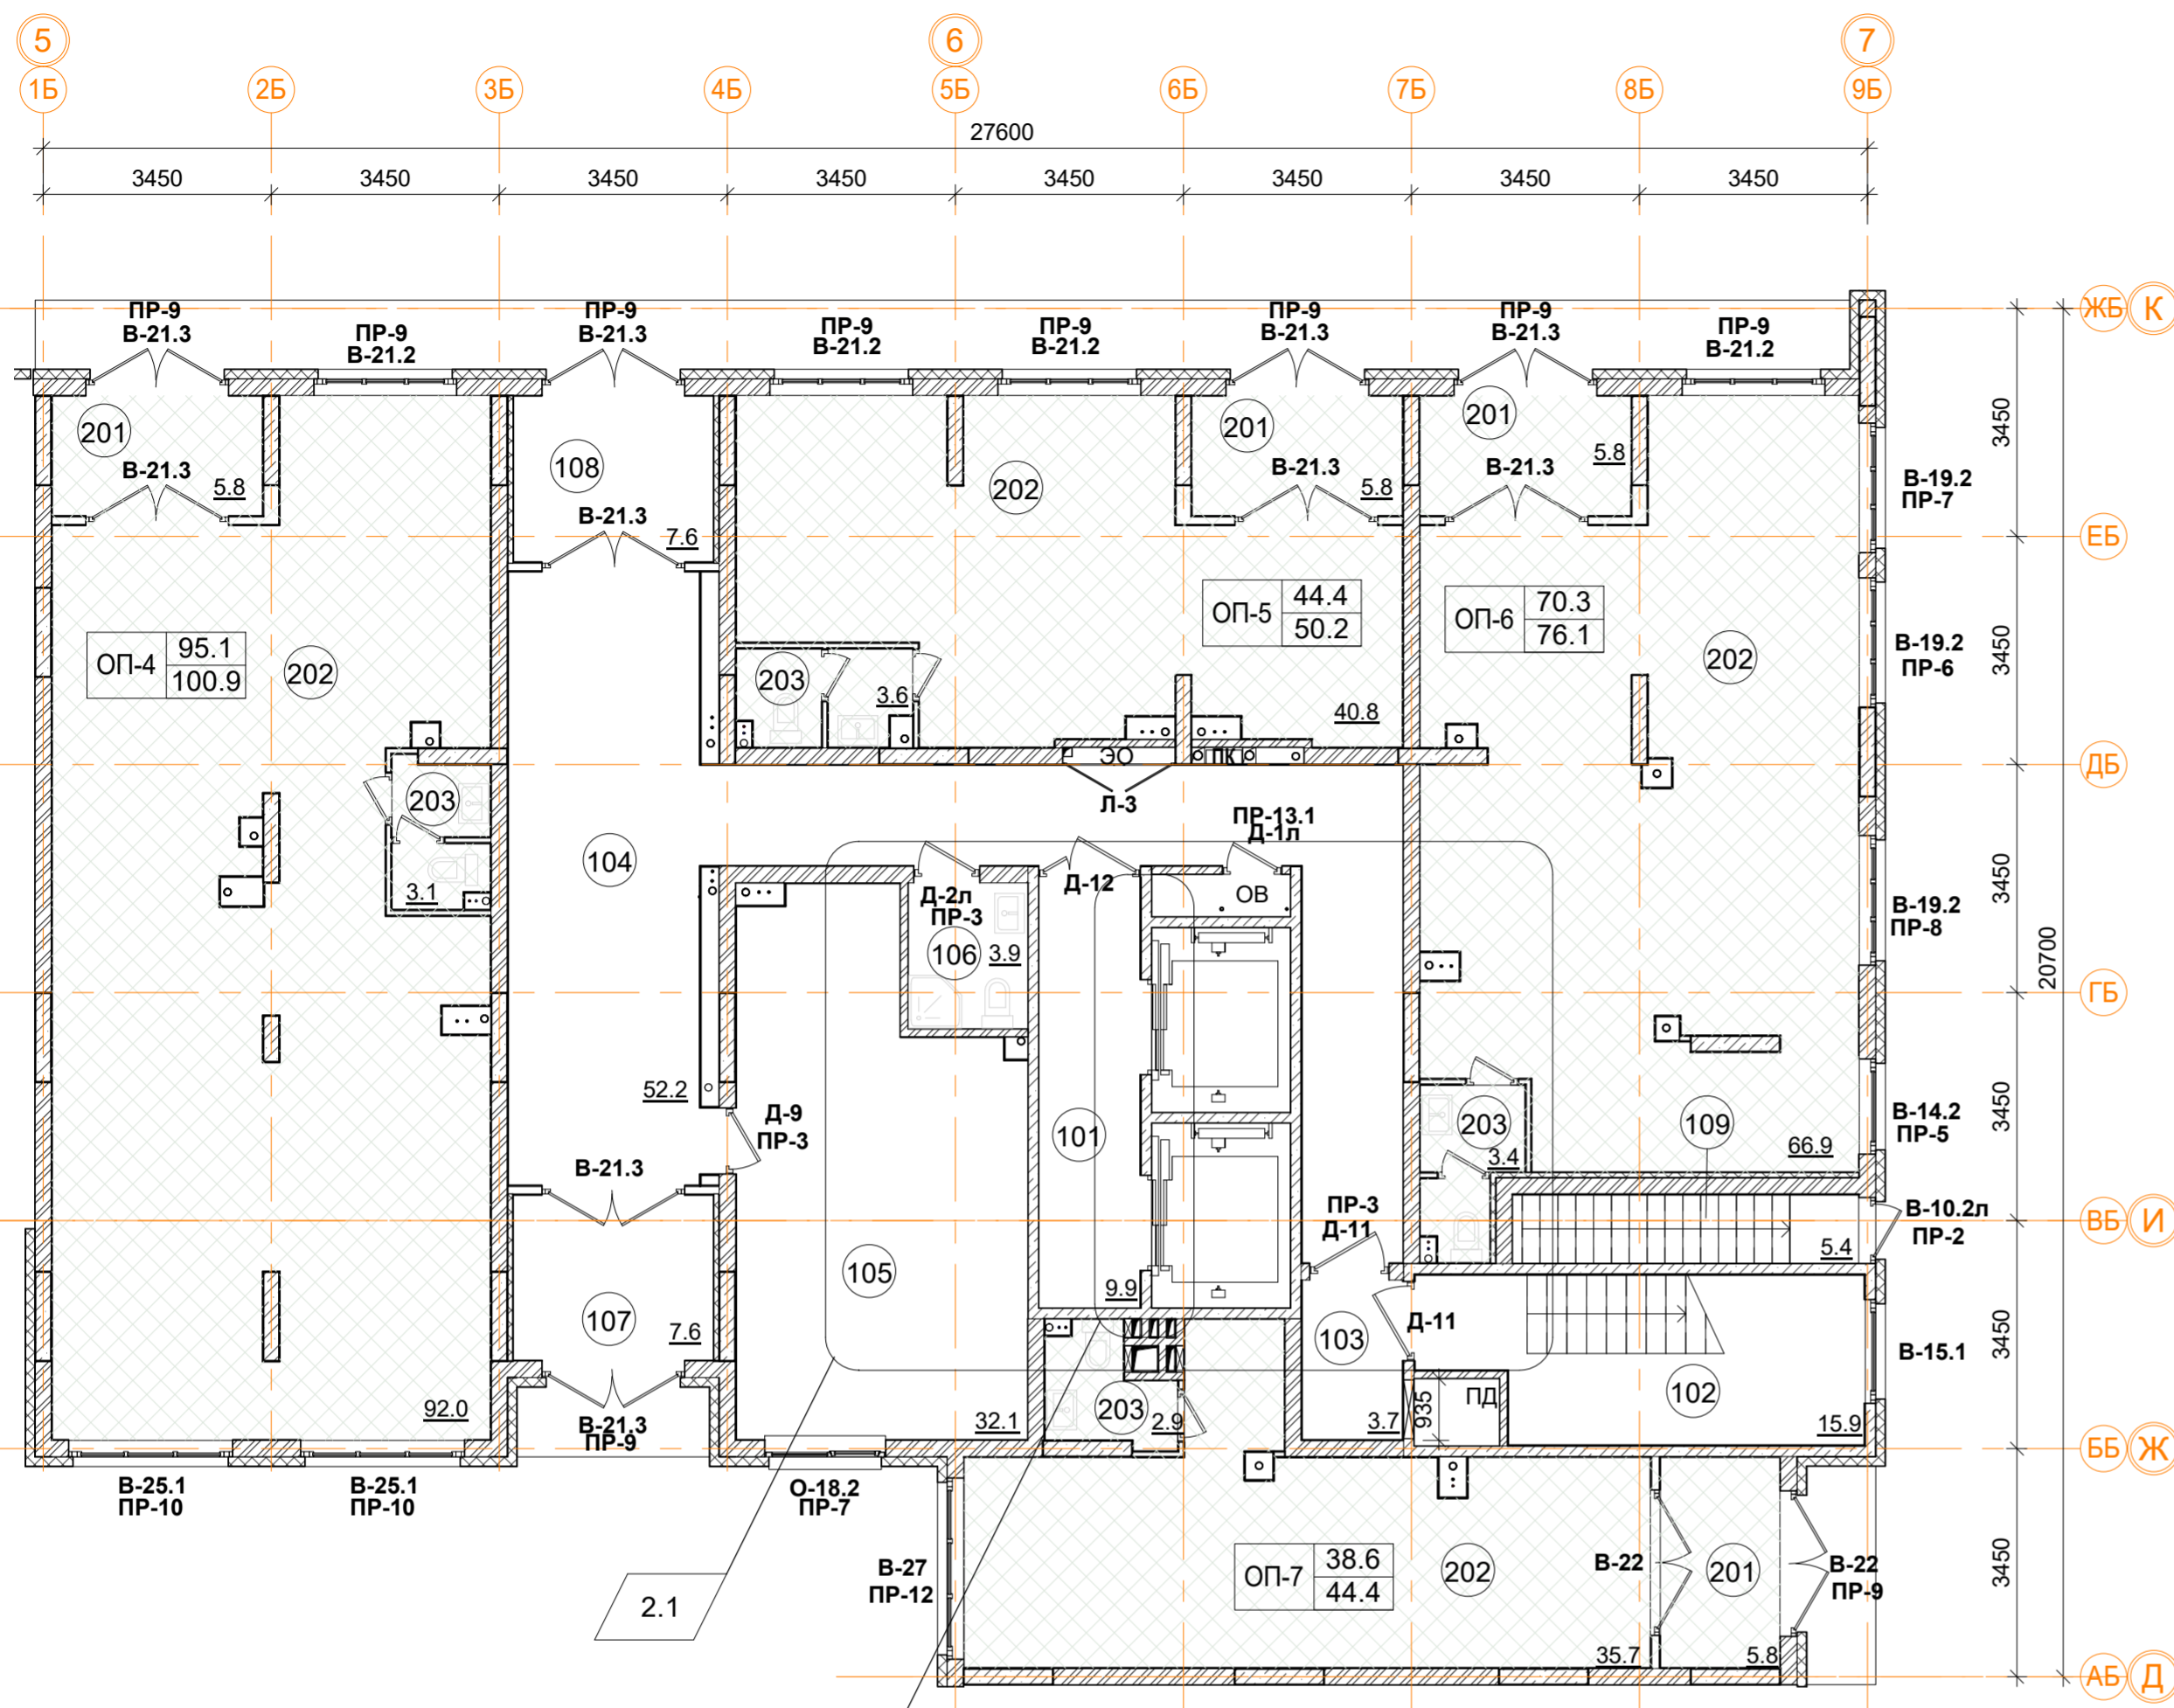 5 6 7
1Б 2Б 3Б 4Б 5Б 6Б 7Б 8Б 9Б
27600
3450 3450 3450 3450 3450 3450 3450 3450
ПР-9 ПР-9 ПР-9 ПР-9
В-21.3 В-21.3 В-21.3 В-21.3
ПР-9 ПР-9 ПР-9 ПР-9
В-21.2 В-21.2 В-21.2 В-21.2
ЖБ К
3450
201 201 201
108
В-21.3 В-21.3 В-21.3
5.8 5.8 5.8
202
В-19.2
ПР-7
В-21.3
7.6
ЕБ
ОП-4 95.1
100.9
202
ОП-5 44.4
50.2
ОП-6 70.3
76.1
202
В-19.2
ПР-6
3450
203
3.6
40.8
ЭО ПК
ДБ
Л-3
203
3.1
104
ПР-13.1
Д-1л
Д-12
Д-2л
ПР-3
ОВ
106 3.9
В-19.2
ПР-8
3450
20700
ГБ
52.2
Д-9
ПР-3
101
203
3.4
109
66.9
В-14.2
ПР-5
3450
В-21.3
ПР-3
Д-11
В-10.2л
ПР-2
ВБ И
5.4
105
9.9
107
7.6
103
Д-11
В-15.1
3450
102
ПД
935
15.9
92.0
В-21.3
ПР-9
32.1
203
2.9
3.7
ББ Ж
В-25.1
ПР-10
В-25.1
ПР-10
О-18.2
ПР-7
В-27
ПР-12
ОП-7 38.6
44.4
202
В-22
201
В-22
ПР-9
3450
2.1
35.7
5.8
АБ Д